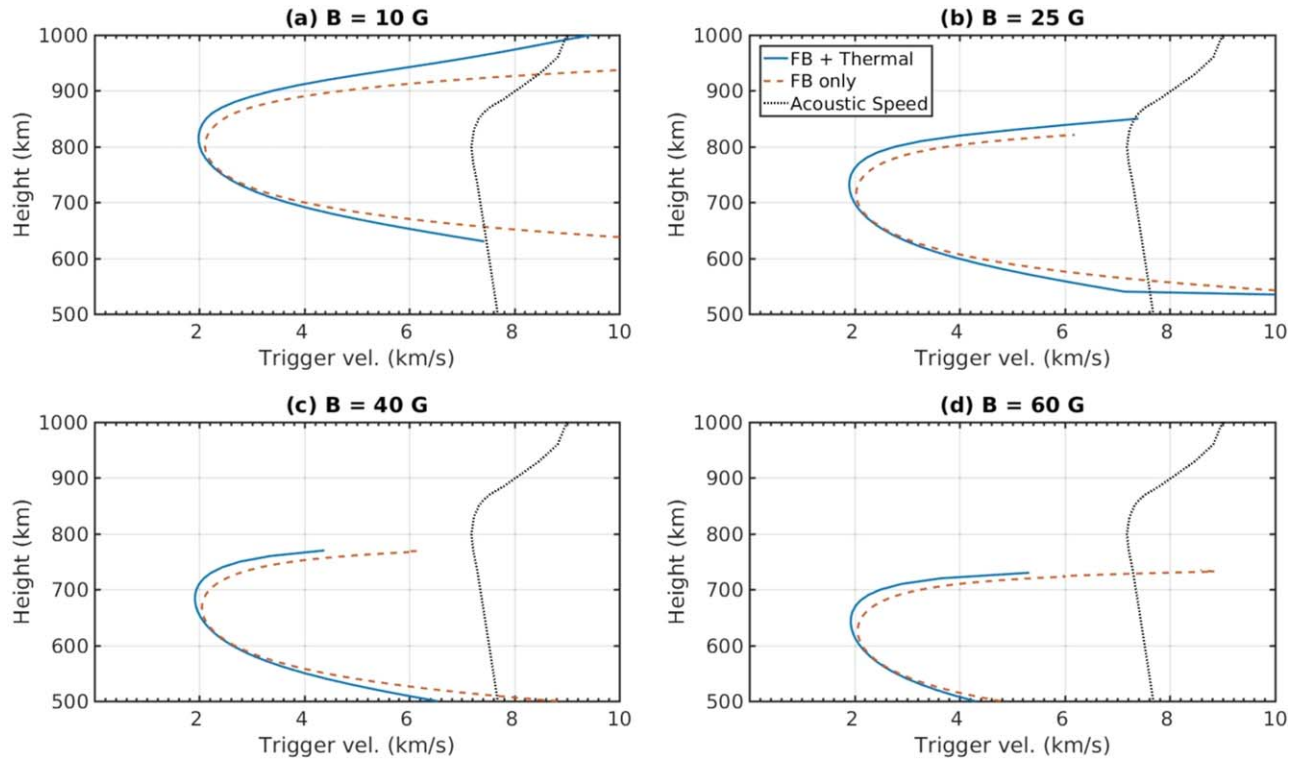 (a) B = 10 G
1000
900
800
700
600
500
Height (km)
2
4
6
8
10
Trigger vel. (km/s)
(b) B = 25 G
FB + Thermal
FB only
Acoustic Speed
1000
900
800
700
600
500
Height (km)
2
4
6
8
10
Trigger vel. (km/s)
(c) B = 40 G
1000
900
800
700
600
500
Height (km)
2
4
6
8
10
Trigger vel. (km/s)
(d) B = 60 G
1000
900
800
700
600
500
Height (km)
2
4
6
8
10
Trigger vel. (km/s)